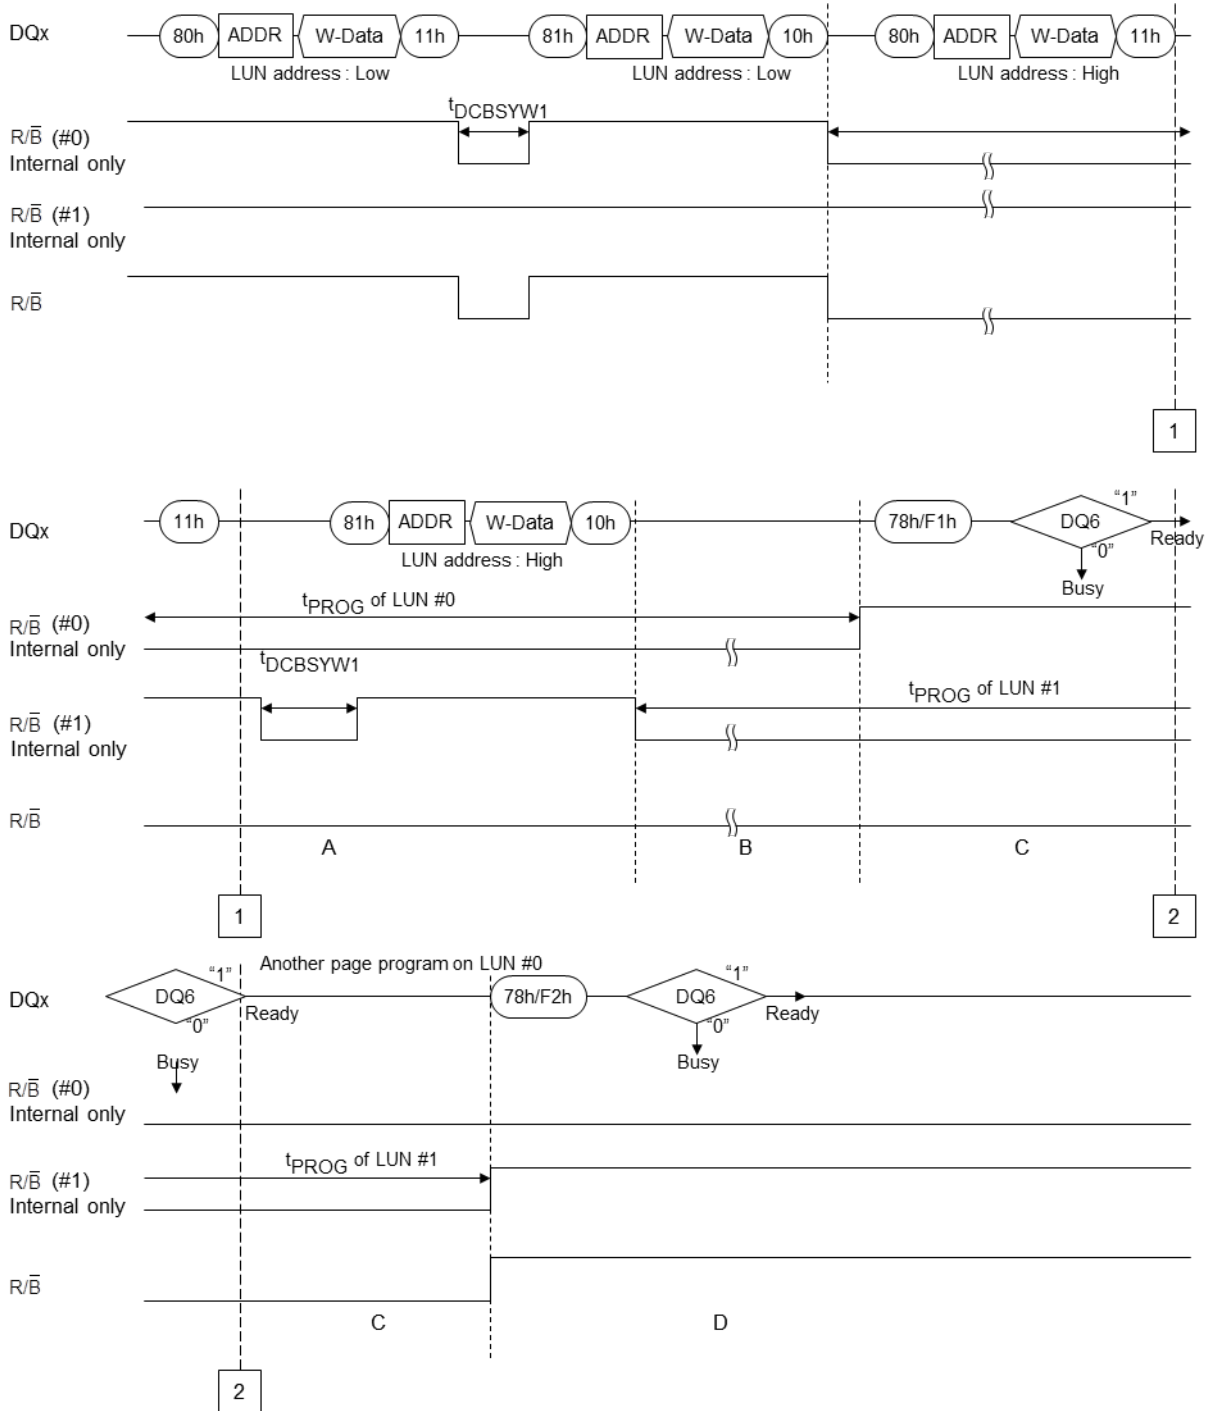 DQx 80h ADDR W-Data 11h 81h ADDR W-Data 10h 80h ADDR W-Data 11h
LUN address : Low LUN address : Low LUN address : High
tDCBSYW1
R/B̅ (#0)
Internal only
R/B̅ (#1)
Internal only
R/B̅
1
DQx 11h 81h ADDR W-Data 10h 78h/F1h DQ6 "1"
Ready
"0"
LUN address : High
Busy
tPROG of LUN #0
R/B̅ (#0)
Internal only
tDCBSYW1
tPROG of LUN #1
R/B̅ (#1)
Internal only
R/B̅
A B C
1 2
Another page program on LUN #0
DQx DQ6 "1" 78h/F2h DQ6 "1"
Ready Ready
"0" "0"
Busy Busy
R/B̅ (#0)
Internal only
tPROG of LUN #1
R/B̅ (#1)
Internal only
R/B̅
C D
2